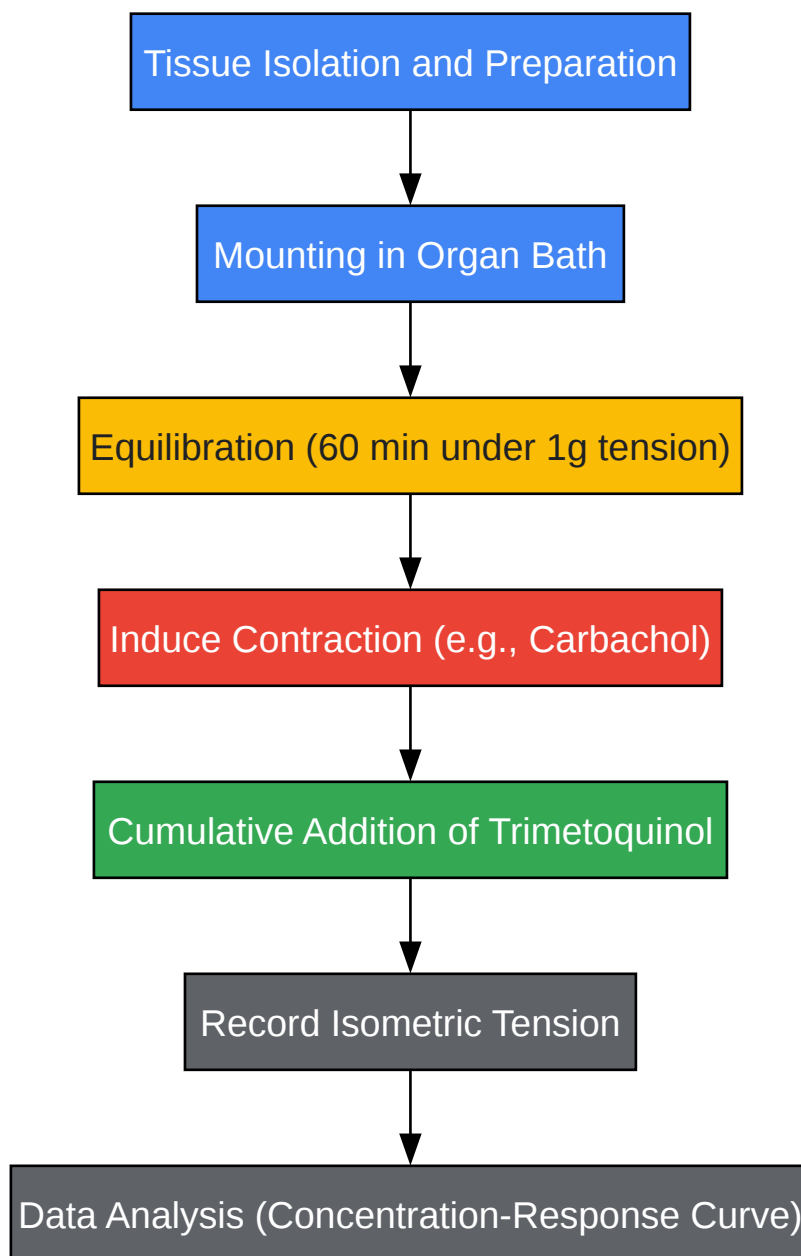 Tissue Isolation and Preparation
Mounting in Organ Bath
Equilibration (60 min under 1g tension)
Induce Contraction (e.g., Carbachol)
Cumulative Addition of Trimetoquinol
Record Isometric Tension
Data Analysis (Concentration-Response Curve)